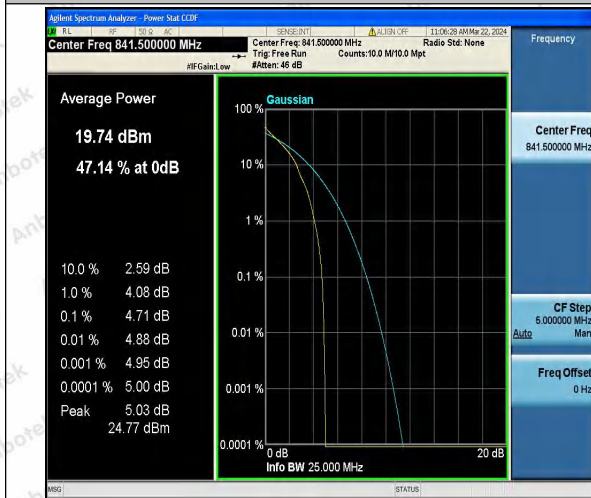 Agilent Spectrum Analyzer - Power Stat CCDF
RL RF 50 Ω AC SENSE:INT ALIGN OFF 11:06:28 AM Mar 22, 2024
Center Freq 841.500000 MHz
Center Freq: 841.500000 MHz Radio Std: None
Trig: Free Run Counts:10.0 M/10.0 Mpt
#IFGain:Low #Atten: 46 dB
Frequency
Average Power
19.74 dBm
47.14 % at 0dB
10.0 % 2.59 dB
1.0 % 4.08 dB
0.1 % 4.71 dB
0.01 % 4.88 dB
0.001 % 4.95 dB
0.0001 % 5.00 dB
Peak 5.03 dB
24.77 dBm
Gaussian
100 %
10 %
1 %
0.1 %
0.01 %
0.001 %
0.0001 %
0 dB 20 dB
Info BW 25.000 MHz
Center Freq
841.500000 MHz
CF Step
5.000000 MHz
Auto Man
Freq Offset
0 Hz
MSG STATUS